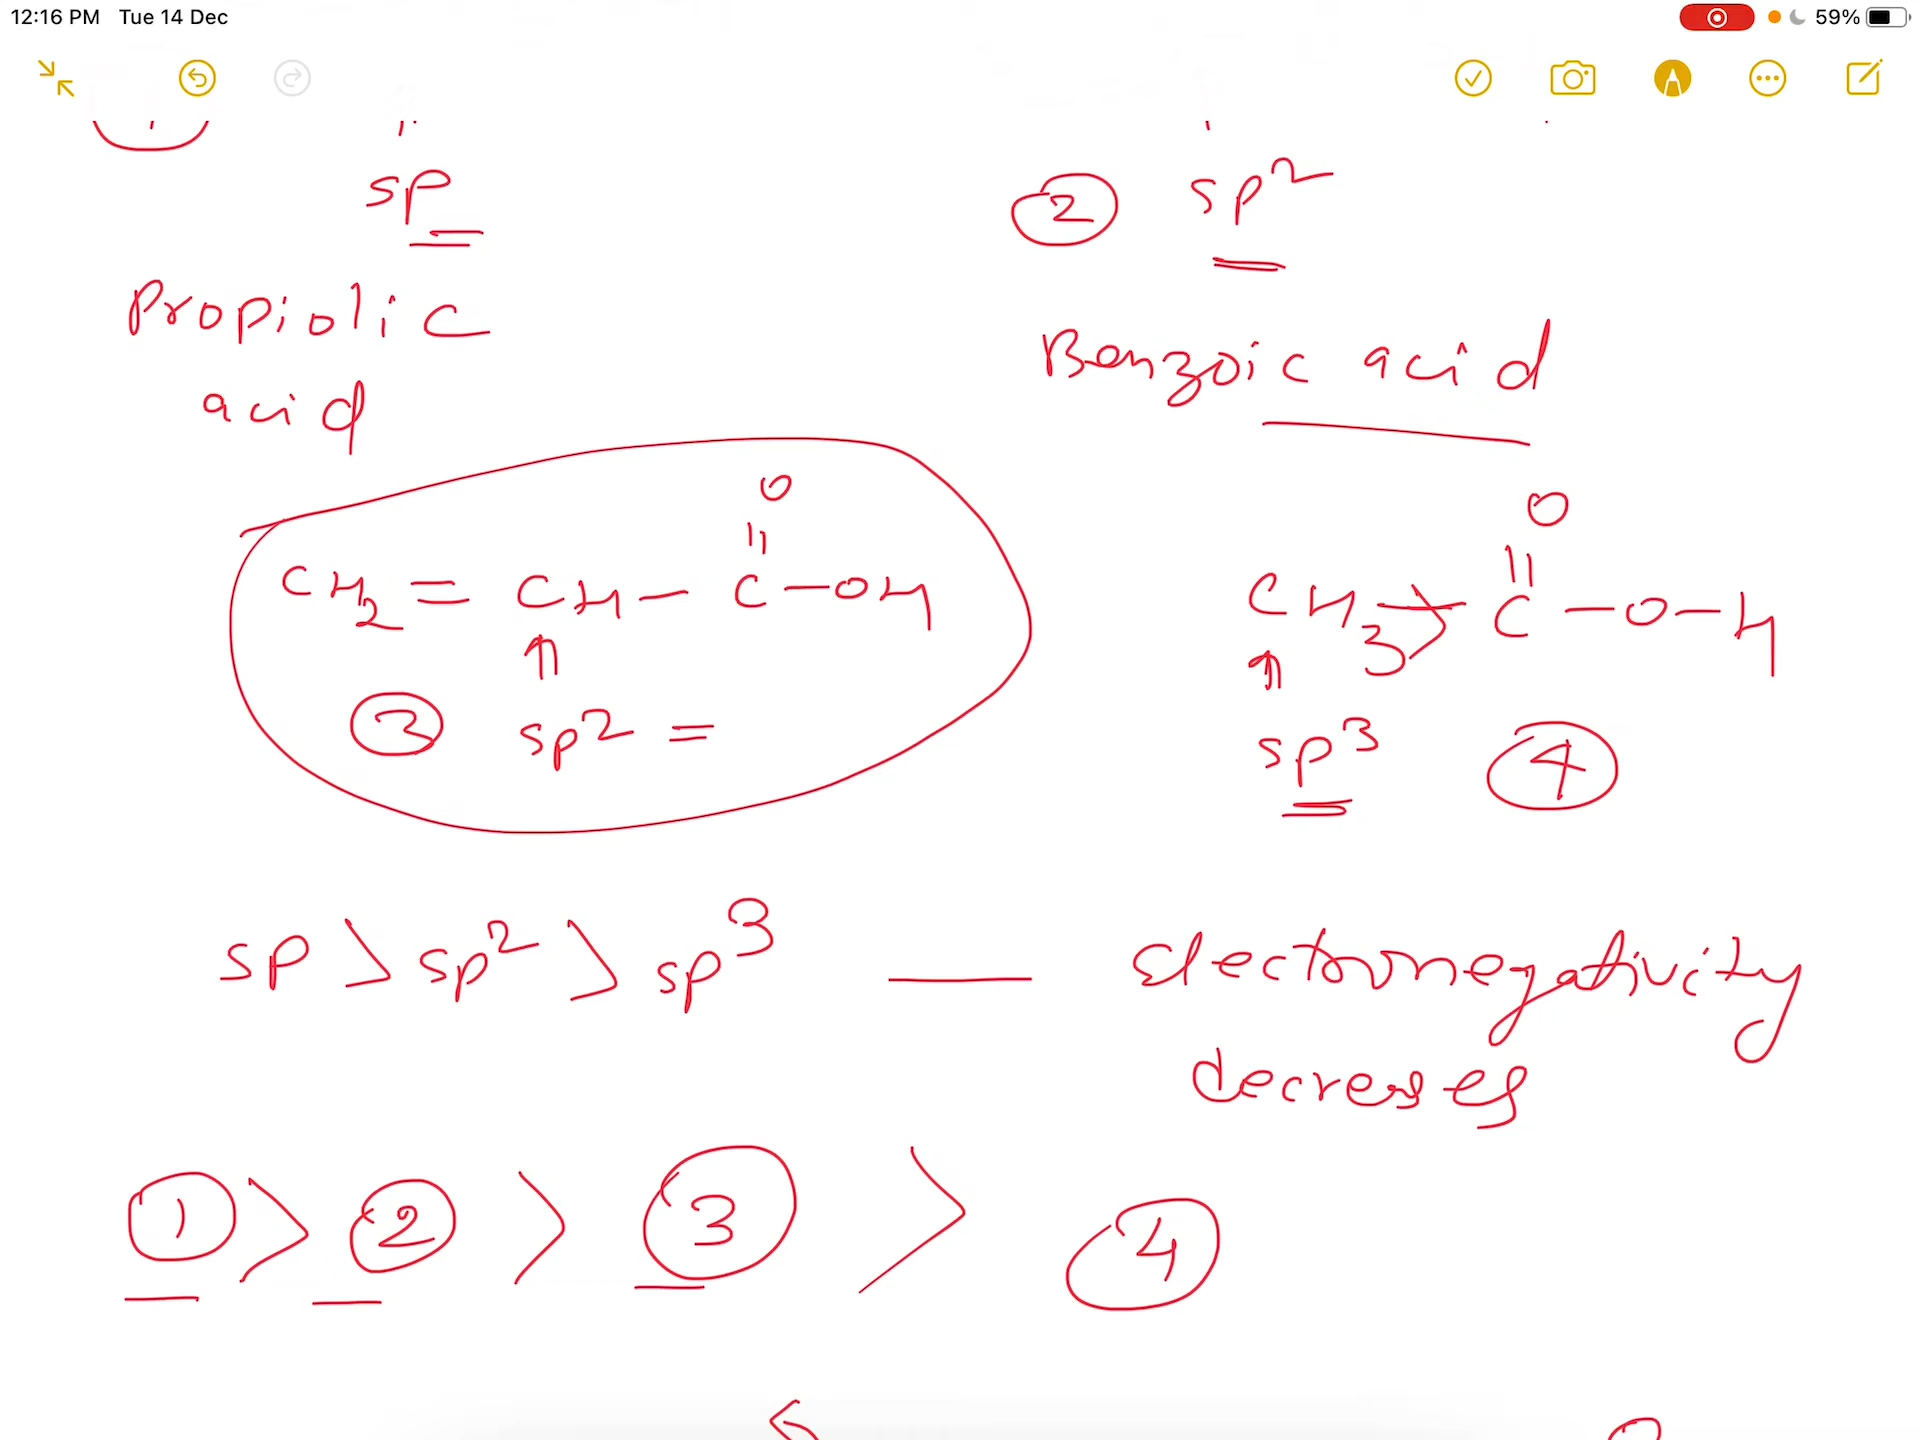 12:16 PM Tue 14 Dec 59%
sp
2 sp²
Propiolic
acid
Benzoic acid
O
||
CH₂ = CH – C – OH
3 sp² =
O
||
CH₃ → C – O – H
sp³ 4
sp > sp² > sp³ — Electronegativity
decreses
1 > 2 > 3 > 4